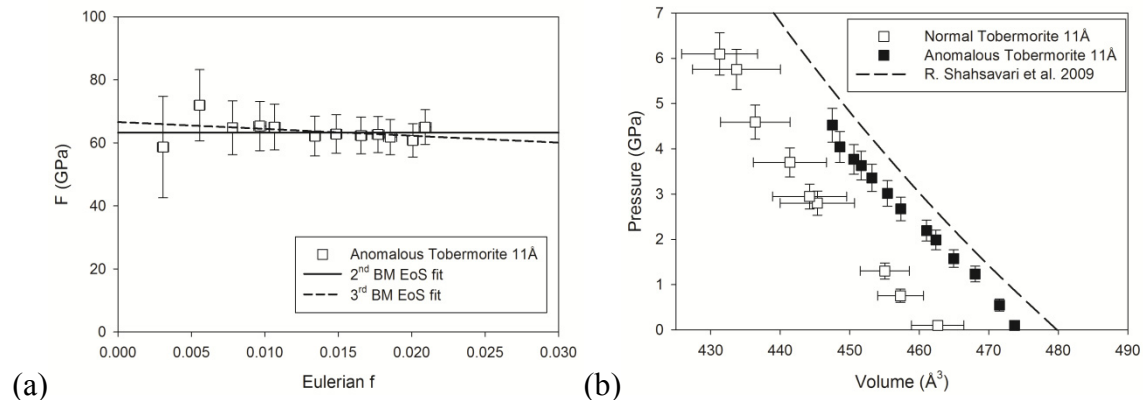 100
80
60
40
20
0
F (GPa)
Anomalous Tobermorite 11Å
2nd BM EoS fit
3rd BM EoS fit
0.000 0.005 0.010 0.015 0.020 0.025 0.030
Eulerian f
(a)
7
6
5
4
3
2
1
0
Pressure (GPa)
Normal Tobermorite 11Å
Anomalous Tobermorite 11Å
R. Shahsavari et al. 2009
430 440 450 460 470 480 490
Volume (Å3)
(b)